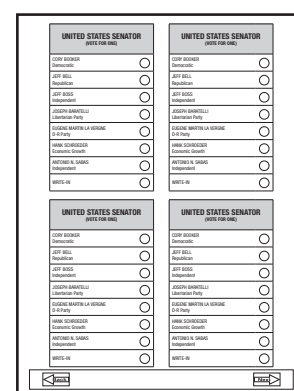 UNITED STATES SENATOR
(VOTE FOR ONE)
CORY BOOKER
Democratic
JEFF BELL
Republican
JEFF BOSS
Independent
JOSEPH BARATELLI
Libertarian Party
EUGENE MARTIN LA VERGNE
D-R Party
HANK SCHROEDER
Economic Growth
ANTONIO N. SABAS
Independent
WRITE-IN
UNITED STATES SENATOR
(VOTE FOR ONE)
CORY BOOKER
Democratic
JEFF BELL
Republican
JEFF BOSS
Independent
JOSEPH BARATELLI
Libertarian Party
EUGENE MARTIN LA VERGNE
D-R Party
HANK SCHROEDER
Economic Growth
ANTONIO N. SABAS
Independent
WRITE-IN
UNITED STATES SENATOR
(VOTE FOR ONE)
CORY BOOKER
Democratic
JEFF BELL
Republican
JEFF BOSS
Independent
JOSEPH BARATELLI
Libertarian Party
EUGENE MARTIN LA VERGNE
D-R Party
HANK SCHROEDER
Economic Growth
ANTONIO N. SABAS
Independent
WRITE-IN
UNITED STATES SENATOR
(VOTE FOR ONE)
CORY BOOKER
Democratic
JEFF BELL
Republican
JEFF BOSS
Independent
JOSEPH BARATELLI
Libertarian Party
EUGENE MARTIN LA VERGNE
D-R Party
HANK SCHROEDER
Economic Growth
ANTONIO N. SABAS
Independent
WRITE-IN
Back
Next